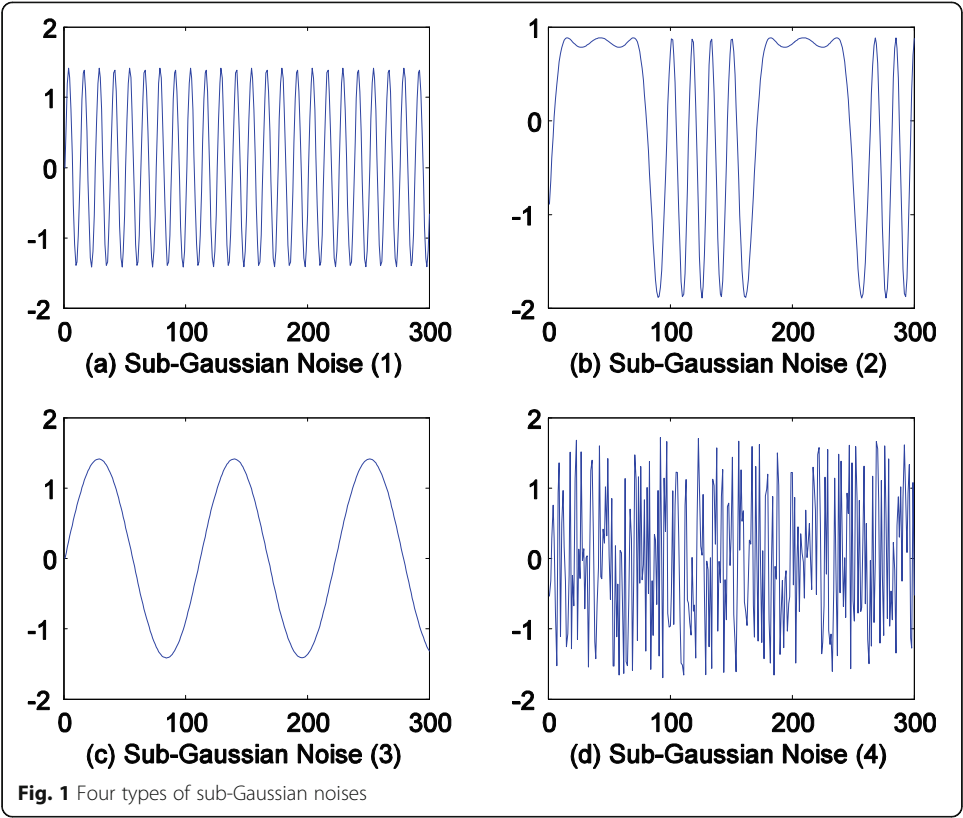 2
1
0
-1
-2
0 100 200 300
(a) Sub-Gaussian Noise (1)
1
0
-1
-2
0 100 200 300
(b) Sub-Gaussian Noise (2)
2
1
0
-1
-2
0 100 200 300
(c) Sub-Gaussian Noise (3)
2
1
0
-1
-2
0 100 200 300
(d) Sub-Gaussian Noise (4)
Fig. 1 Four types of sub-Gaussian noises